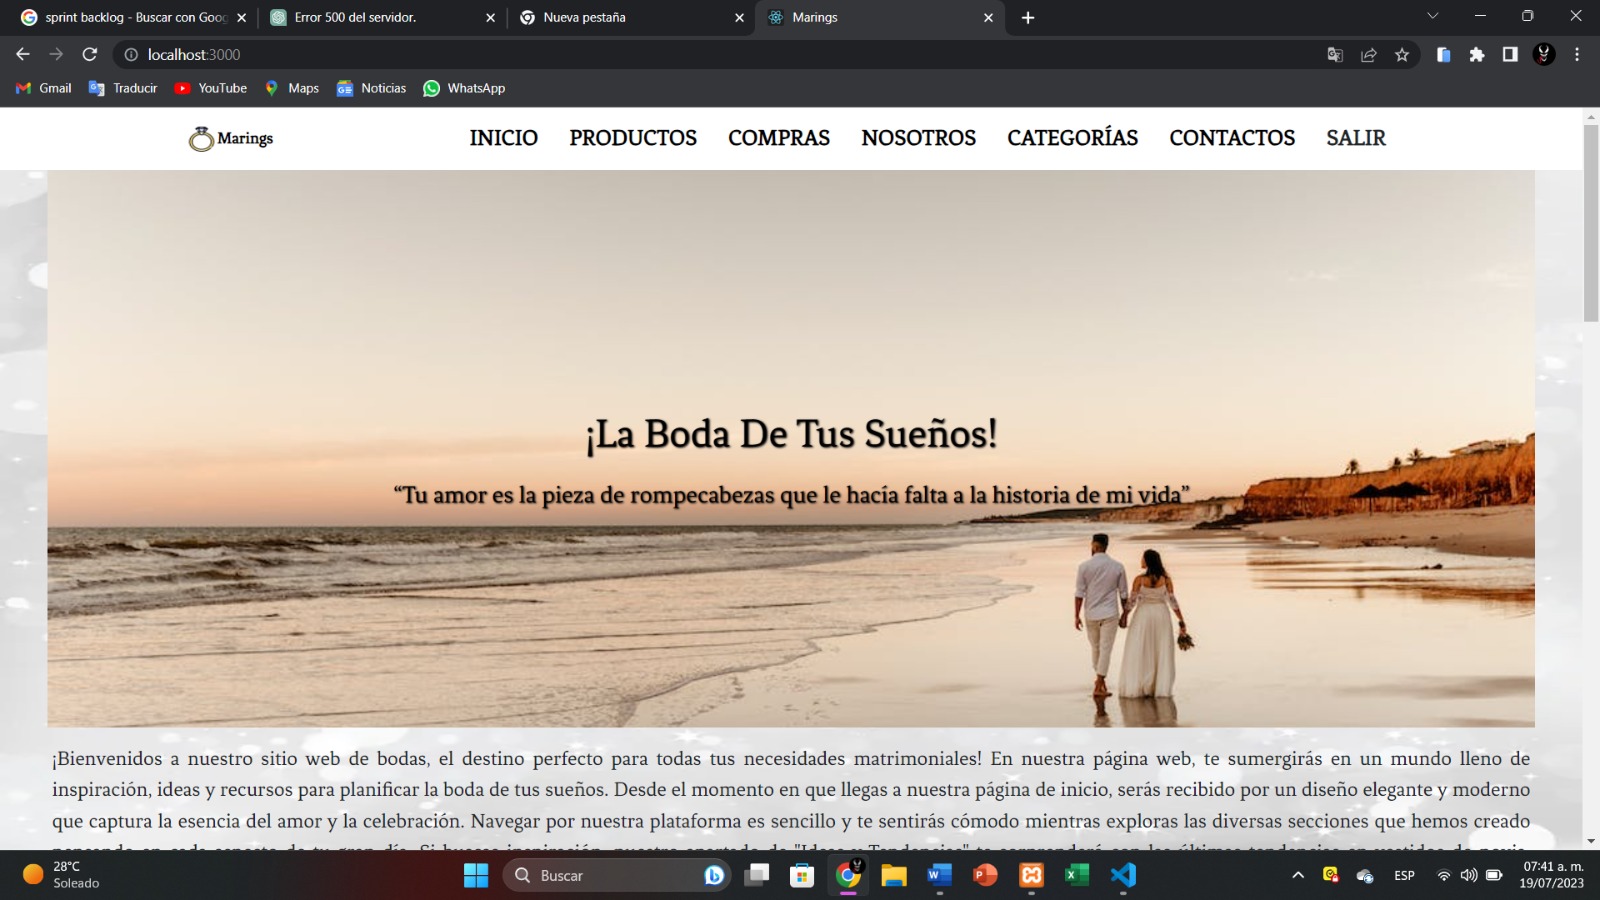 sprint backlog - Buscar con Goog
Error 500 del servidor.
Nueva pestaña
Marings
localhost:3000
Gmail
Traducir
YouTube
Maps
Noticias
WhatsApp
Marings
INICIO
PRODUCTOS
COMPRAS
NOSOTROS
CATEGORÍAS
CONTACTOS
SALIR
¡La Boda De Tus Sueños!
“Tu amor es la pieza de rompecabezas que le hacía falta a la historia de mi vida”
¡Bienvenidos a nuestro sitio web de bodas, el destino perfecto para todas tus necesidades matrimoniales! En nuestra página web, te sumergirás en un mundo lleno de
inspiración, ideas y recursos para planificar la boda de tus sueños. Desde el momento en que llegas a nuestra página de inicio, serás recibido por un diseño elegante y moderno
que captura la esencia del amor y la celebración. Navegar por nuestra plataforma es sencillo y te sentirás cómodo mientras exploras las diversas secciones que hemos creado
28°C
Soleado
Buscar
ESP
07:41 a. m.
19/07/2023